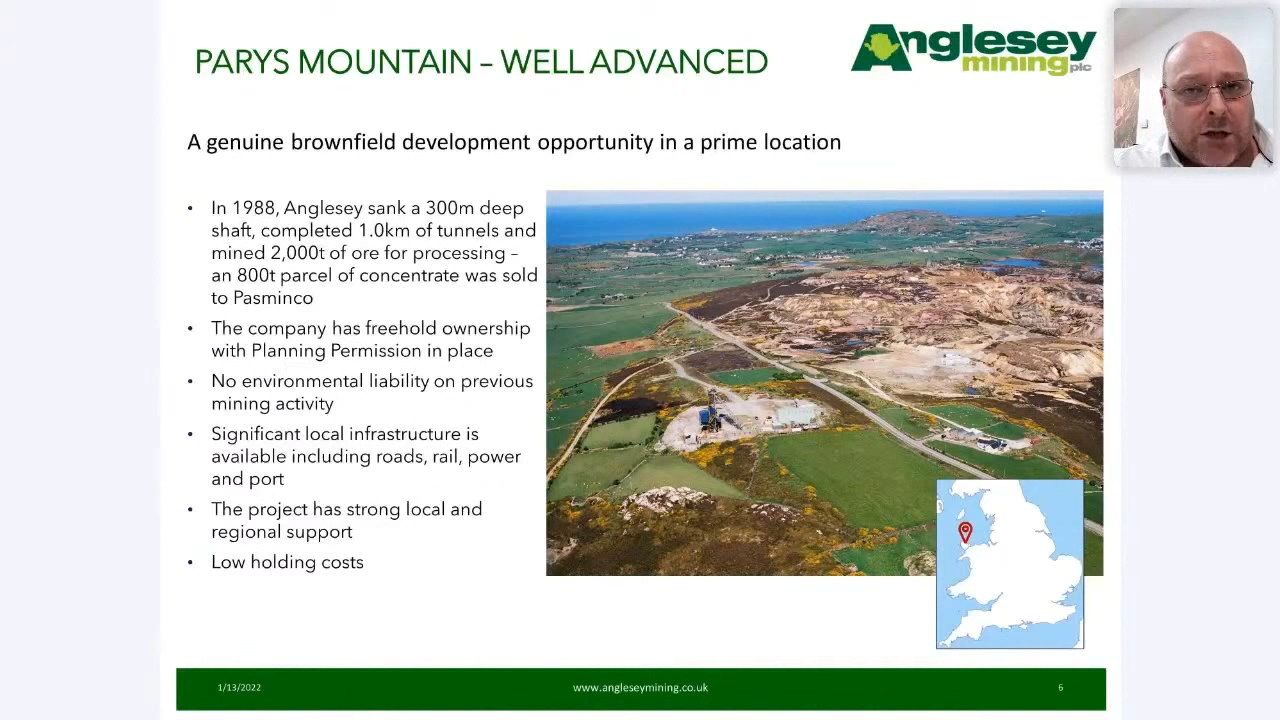 PARYS MOUNTAIN – WELL ADVANCED
Anglesey
mining plc
A genuine brownfield development opportunity in a prime location
• In 1988, Anglesey sank a 300m deep
shaft, completed 1.0km of tunnels and
mined 2,000t of ore for processing –
an 800t parcel of concentrate was sold
to Pasminco
• The company has freehold ownership
with Planning Permission in place
• No environmental liability on previous
mining activity
• Significant local infrastructure is
available including roads, rail, power
and port
• The project has strong local and
regional support
• Low holding costs
1/13/2022
www.angleseymining.co.uk
6